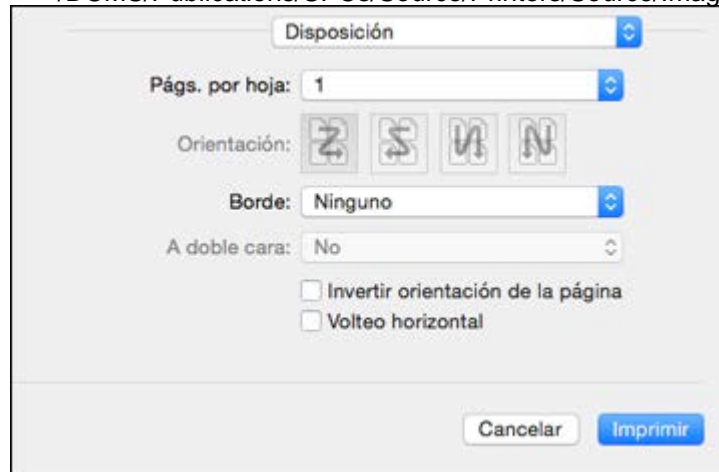 Disposición
Págs. por hoja: 1
Orientación:
Borde: Ninguno
A doble cara: No
Invertir orientación de la página
Volteo horizontal
Cancelar Imprimir